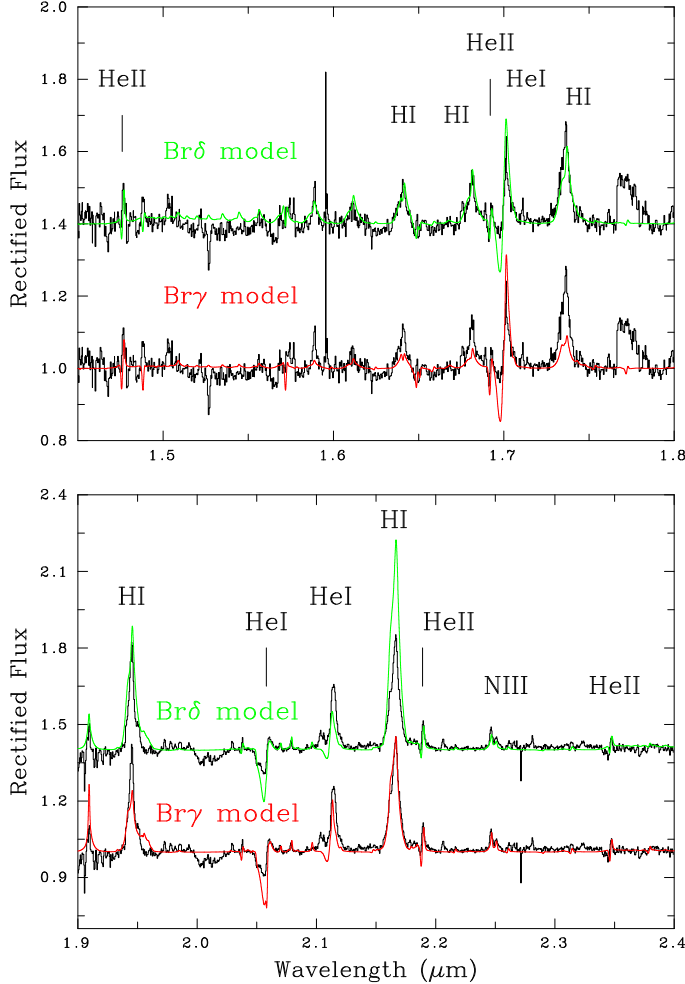 2.0
1.8
1.6
1.4
1.2
1.0
0.8
Rectified Flux
HeII
HeII
HeI
HI
HI
HI
Brδ model
Brγ model
1.5
1.6
1.7
1.8
2.4
2.1
1.8
1.5
1.2
0.9
Rectified Flux
HI
HI
HeI
HeI
HeII
NIII
HeII
Brδ model
Brγ model
1.9
2.0
2.1
2.2
2.3
2.4
Wavelength (μm)